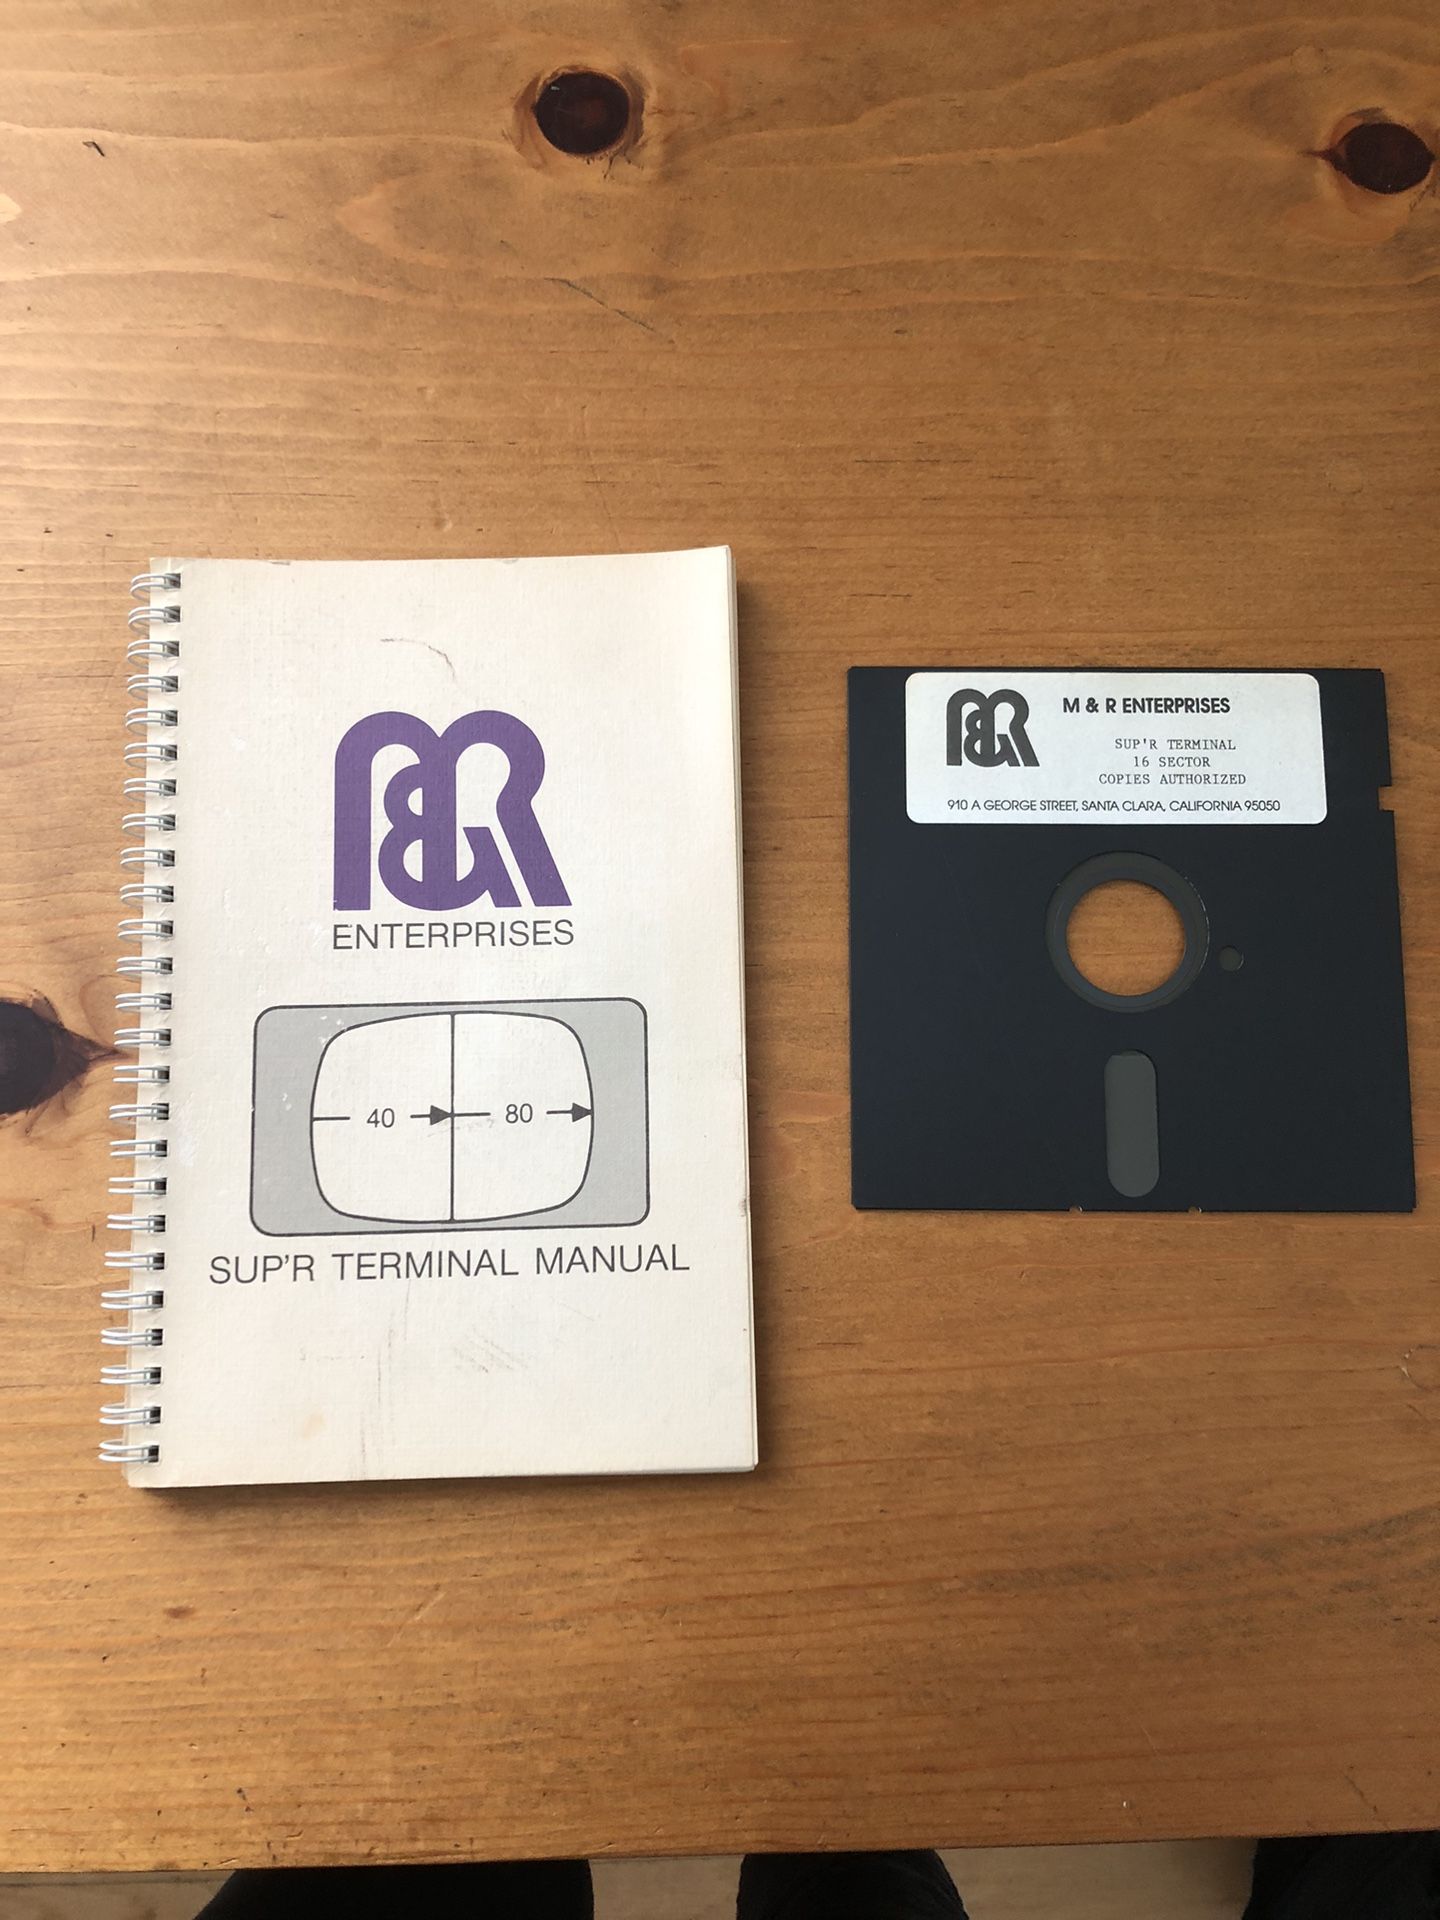 M&R
ENTERPRISES
40 80
SUP'R TERMINAL MANUAL
M&R
M & R ENTERPRISES
SUP'R TERMINAL
16 SECTOR
COPIES AUTHORIZED
910 A GEORGE STREET, SANTA CLARA, CALIFORNIA 95050